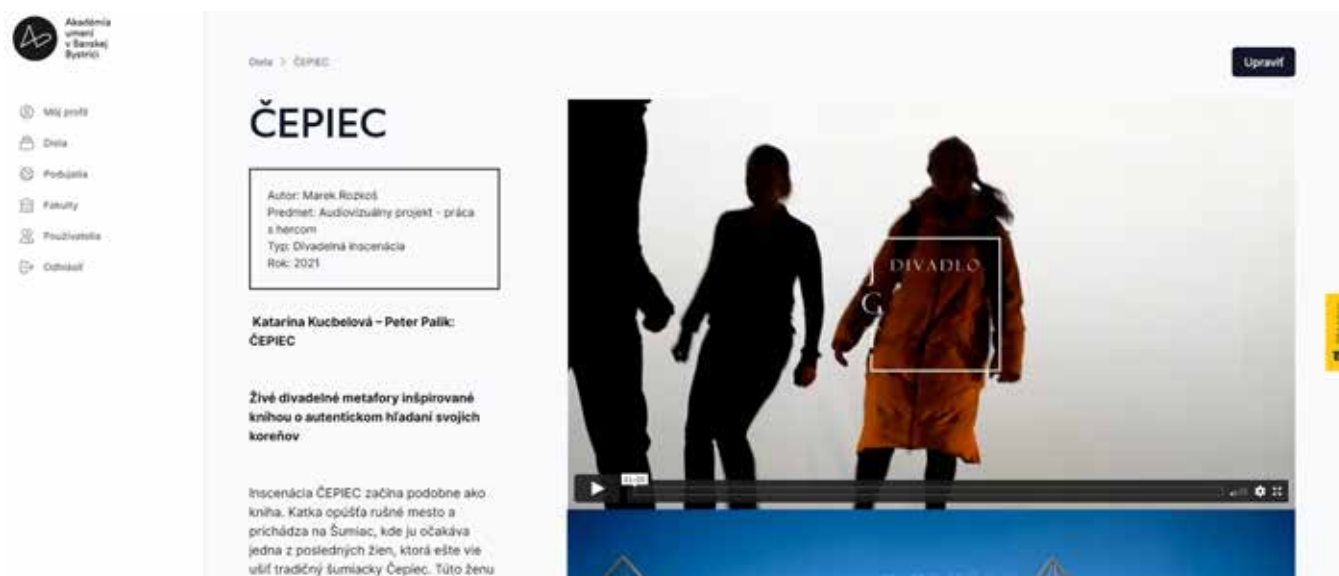 Akadémia
umení
v Banskej
Bystrici
Môj profil
Diela
Podujatia
Fakulty
Používatelia
Odhlásiť
Diela > ČEPIEC
Upraviť
ČEPIEC
Autor: Marek Rozkoš
Predmet: Audiovizuálny projekt - práca
s hercom
Typ: Divadelná inscenácia
Rok: 2021
Katarína Kucbelová – Peter Palik:
ČEPIEC
Živé divadelné metafory inšpirované
knihou o autentickom hľadaní svojich
koreňov
Inscenácia ČEPIEC začína podobne ako
kniha. Katka opúšťa rušné mesto a
prichádza na Šumiac, kde ju očakáva
jedna z posledných žien, ktorá ešte vie
ušiť tradičný šumiacky Čepiec. Túto ženu
DIVADLO
G